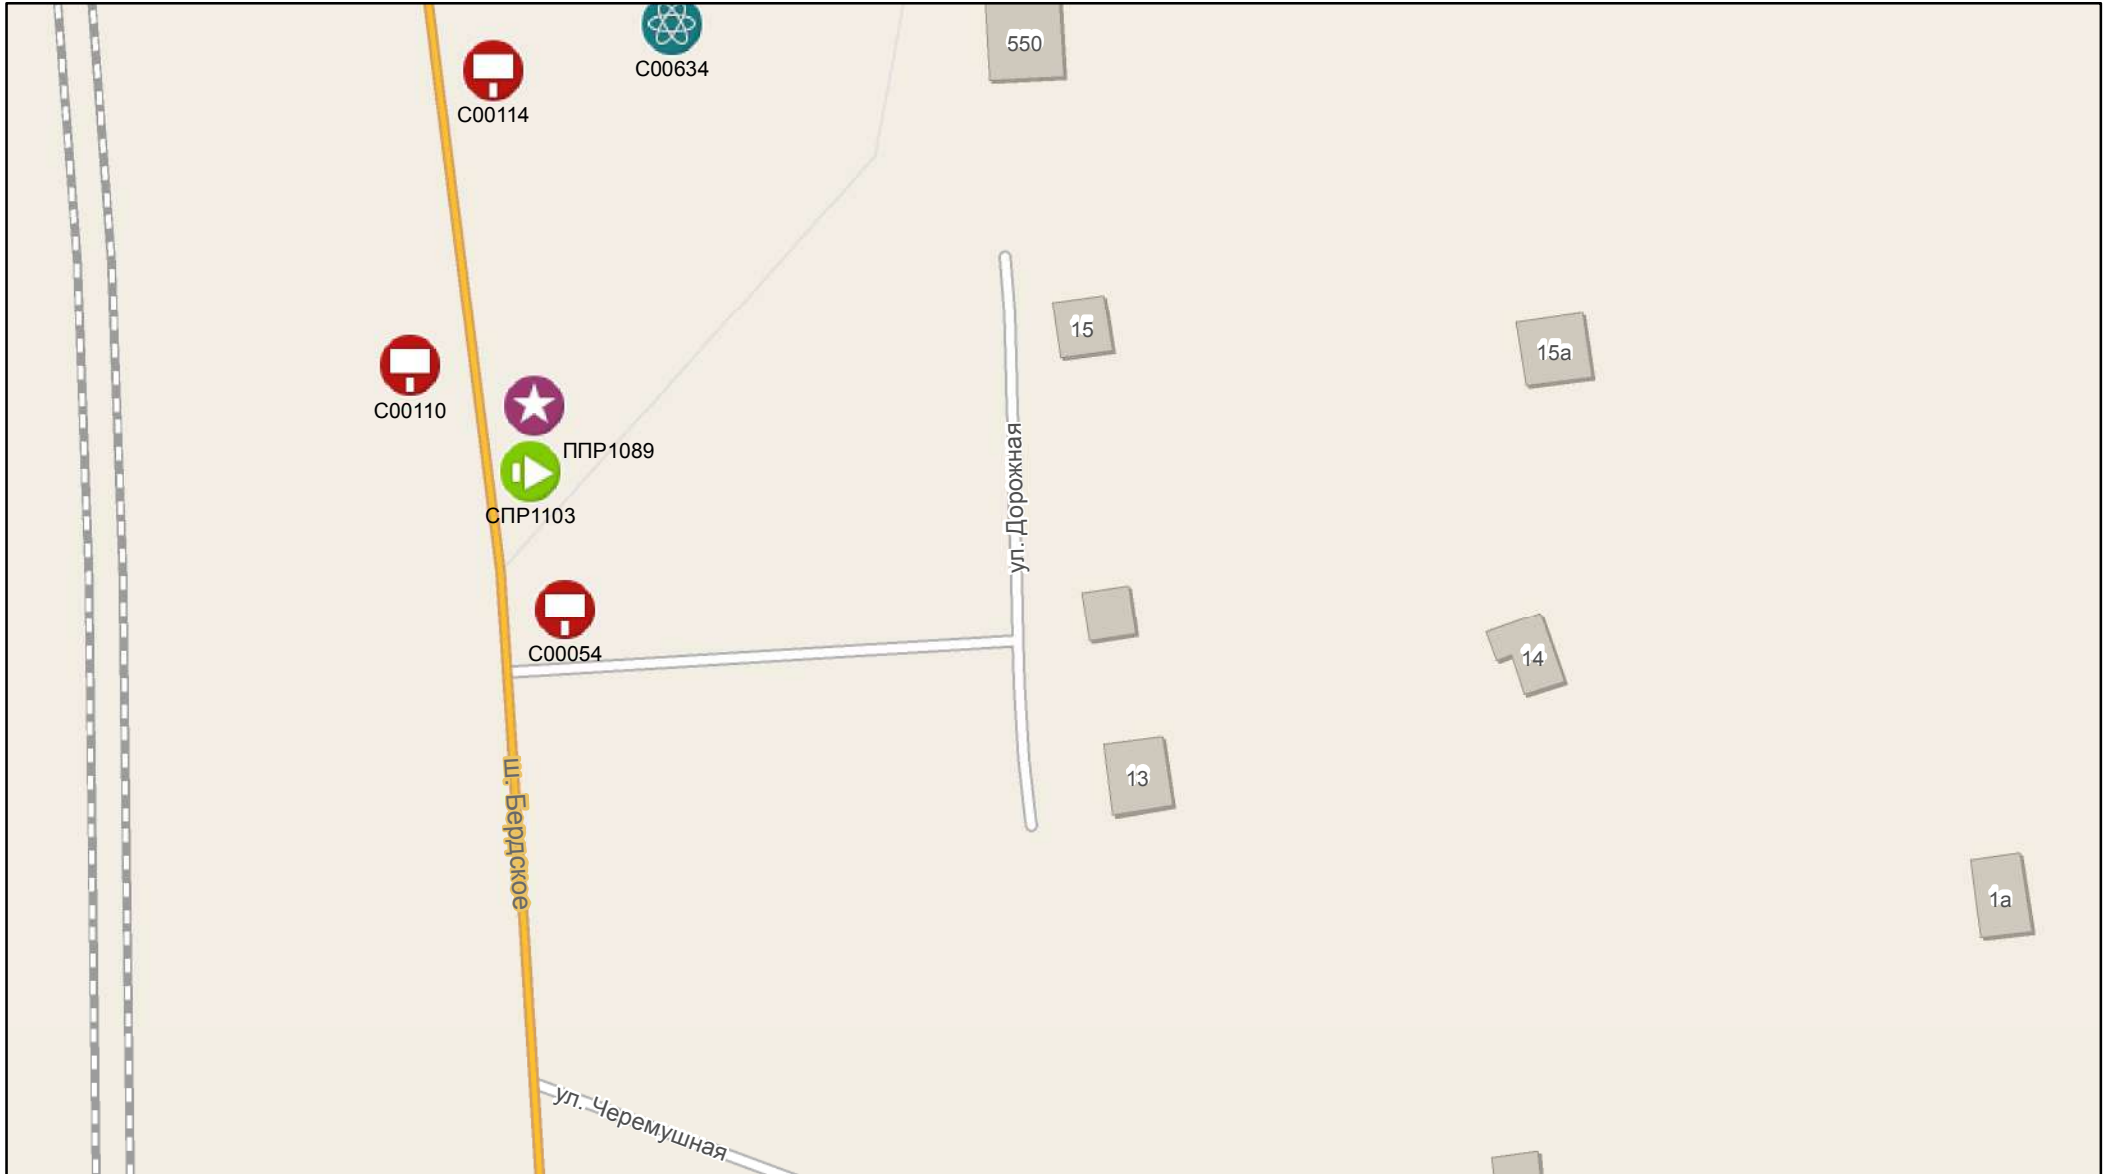 550
С00634
С00114
15
15а
С00110
ППР1089
СПР1103
ул. Дорожная
С00054
14
13
ш. Бердское
1а
ул. Черемушная